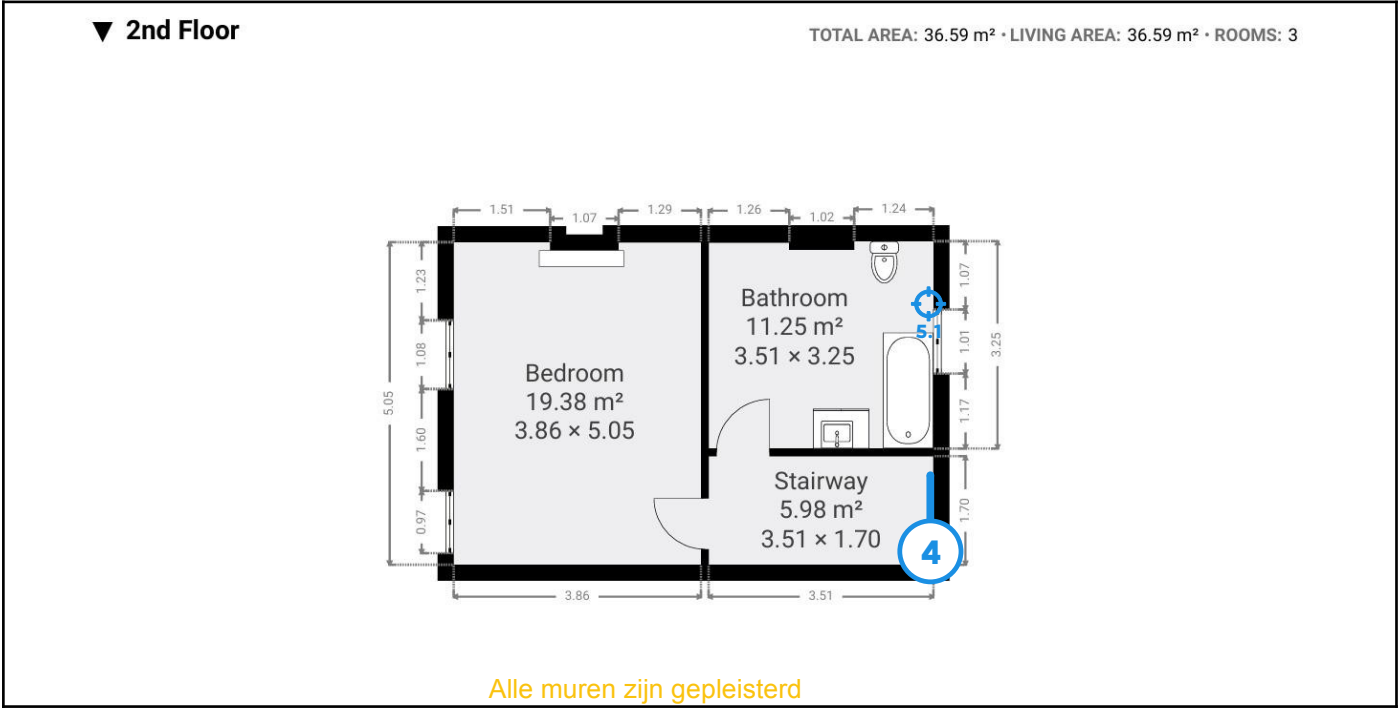 ▼ 2nd Floor
TOTAL AREA: 36.59 m² · LIVING AREA: 36.59 m² · ROOMS: 3
1.51
1.07
1.29
1.26
1.02
1.24
1.23
1.08
1.60
0.97
5.05
Bedroom
19.38 m²
3.86 × 5.05
Bathroom
11.25 m²
3.51 × 3.25
5.1
1.07
1.01
1.17
3.25
Stairway
5.98 m²
3.51 × 1.70
4
1.70
3.86
3.51
Alle muren zijn gepleisterd